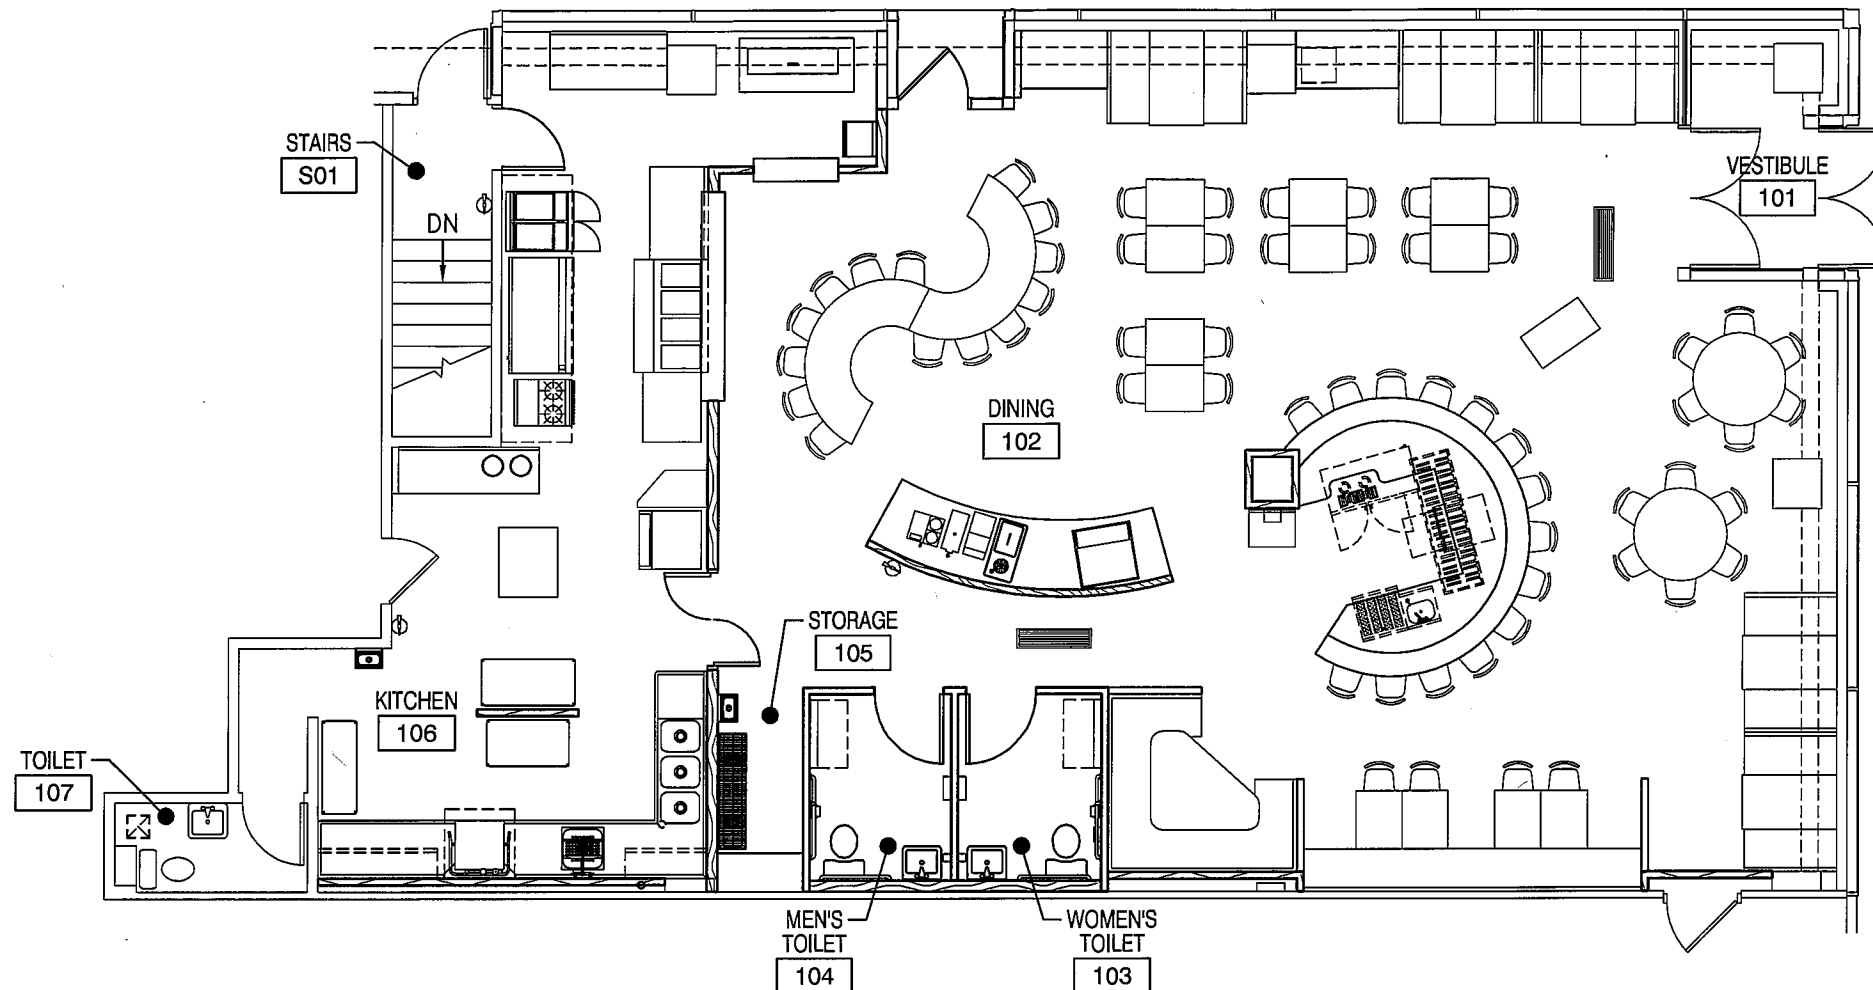 STAIRS
S01
DN
VESTIBULE
101
DINING
102
STORAGE
105
KITCHEN
106
TOILET
107
MEN'S
TOILET
104
WOMEN'S
TOILET
103